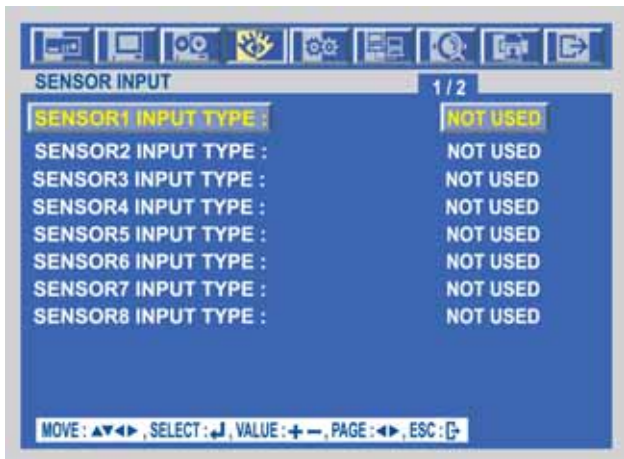 SENSOR INPUT 1/2
SENSOR1 INPUT TYPE : NOT USED
SENSOR2 INPUT TYPE : NOT USED
SENSOR3 INPUT TYPE : NOT USED
SENSOR4 INPUT TYPE : NOT USED
SENSOR5 INPUT TYPE : NOT USED
SENSOR6 INPUT TYPE : NOT USED
SENSOR7 INPUT TYPE : NOT USED
SENSOR8 INPUT TYPE : NOT USED
MOVE : ▲▼◄► , SELECT : ↵ , VALUE : + – , PAGE : ◄► , ESC :